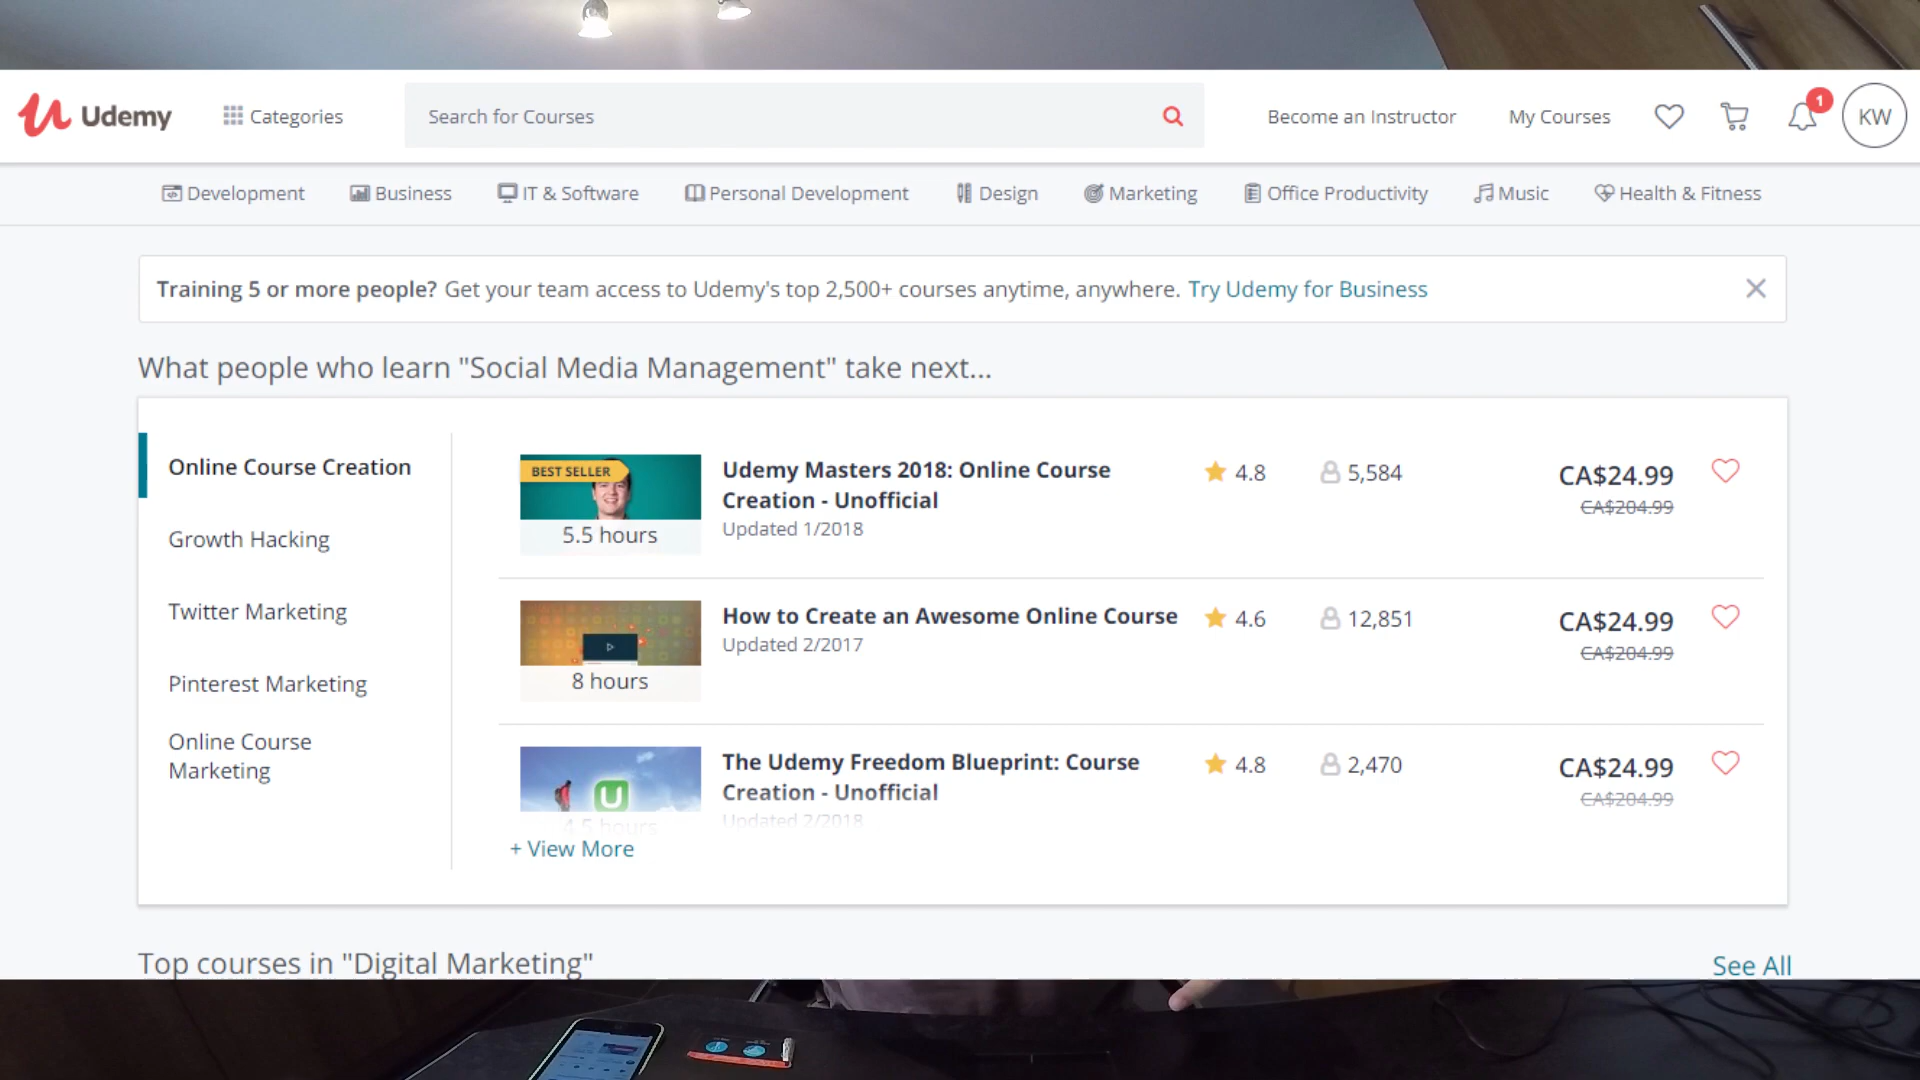 Udemy
Categories
Search for Courses
Become an Instructor
My Courses
1
KW
Development
Business
IT & Software
Personal Development
Design
Marketing
Office Productivity
Music
Health & Fitness
Training 5 or more people? Get your team access to Udemy's top 2,500+ courses anytime, anywhere. Try Udemy for Business
What people who learn "Social Media Management" take next...
Online Course Creation
Growth Hacking
Twitter Marketing
Pinterest Marketing
Online Course
Marketing
BEST SELLER
5.5 hours
Udemy Masters 2018: Online Course
Creation - Unofficial
Updated 1/2018
4.8
5,584
CA$24.99
CA$204.99
8 hours
How to Create an Awesome Online Course
Updated 2/2017
4.6
12,851
CA$24.99
CA$204.99
U
4.5 hours
The Udemy Freedom Blueprint: Course
Creation - Unofficial
Updated 2/2018
4.8
2,470
CA$24.99
CA$204.99
+ View More
Top courses in "Digital Marketing"
See All